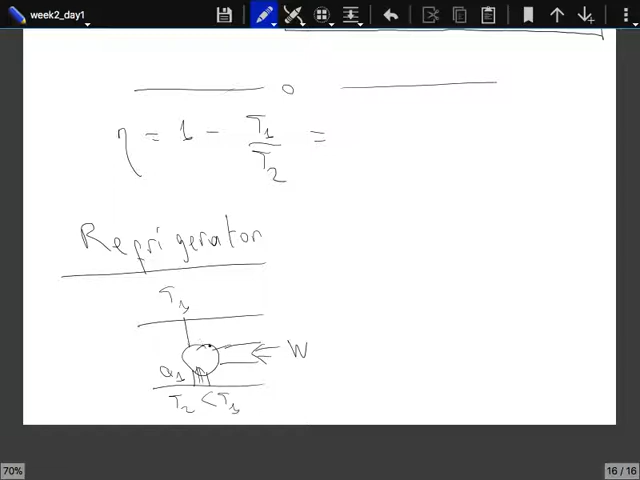 week2_day1
η = 1 - T1/T2 =
Refrigerator
T1
W
Q1
T2 < T1
70%
16 / 16